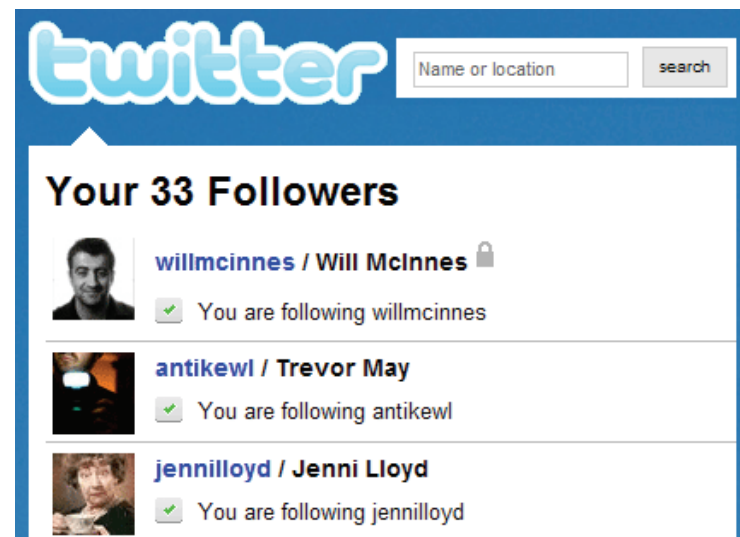 twitter
Name or location search
Your 33 Followers
willmcinnes / Will McInnes
You are following willmcinnes
antikewl / Trevor May
You are following antikewl
jennilloyd / Jenni Lloyd
You are following jennilloyd